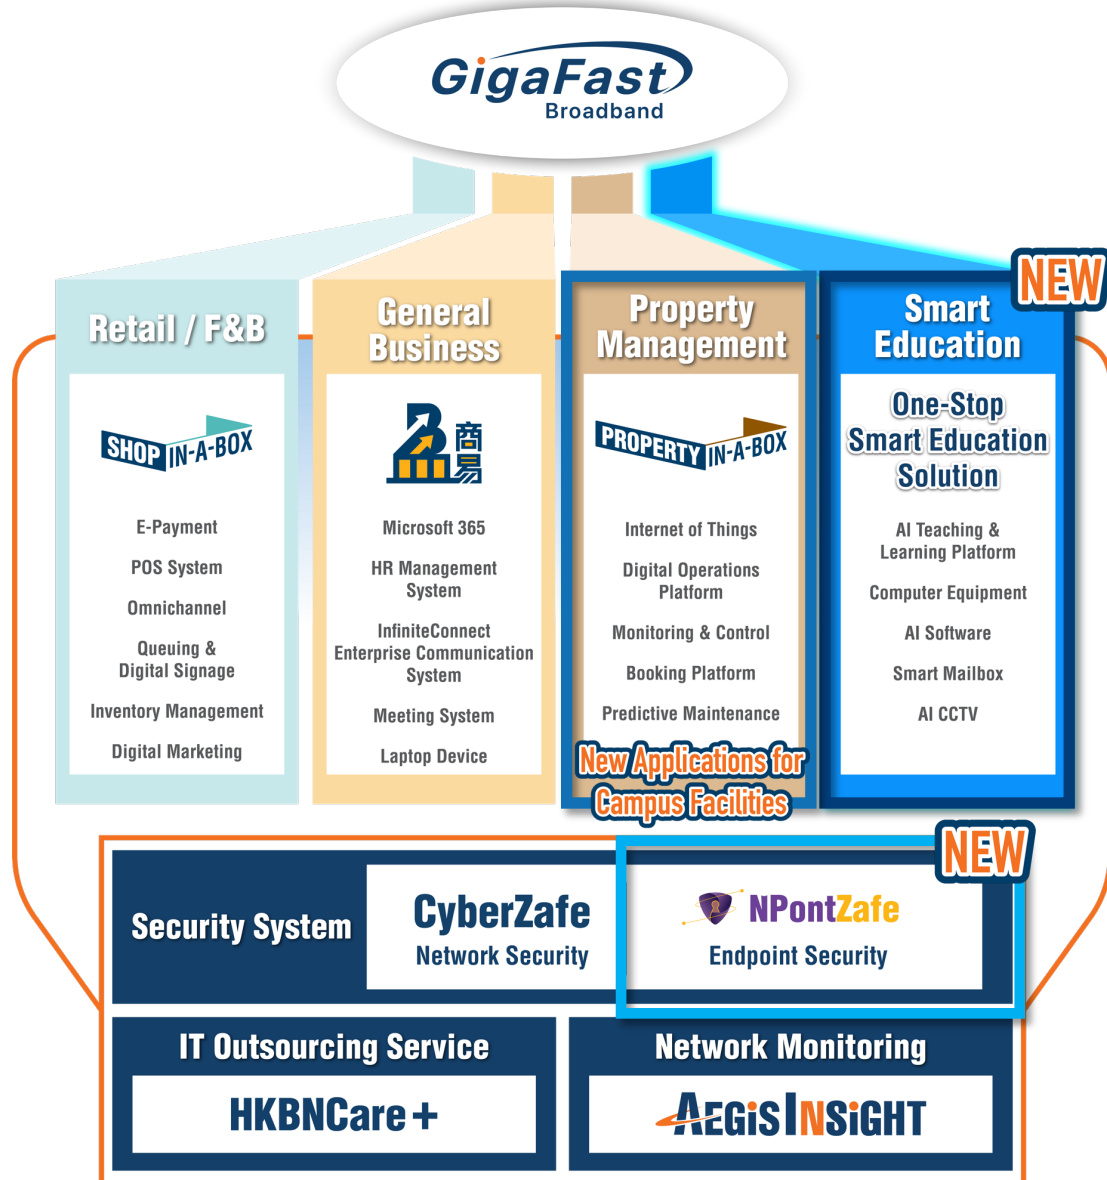 GigaFast
Broadband
NEW
Retail / F&B
SHOP IN-A-BOX
E-Payment
POS System
Omnichannel
Queuing &
Digital Signage
Inventory Management
Digital Marketing
General
Business
商
易
Microsoft 365
HR Management
System
InfiniteConnect
Enterprise Communication
System
Meeting System
Laptop Device
Property
Management
PROPERTY IN-A-BOX
Internet of Things
Digital Operations
Platform
Monitoring & Control
Booking Platform
Predictive Maintenance
New Applications for
Campus Facilities
Smart
Education
One-Stop
Smart Education
Solution
AI Teaching &
Learning Platform
Computer Equipment
AI Software
Smart Mailbox
AI CCTV
NEW
Security System
CyberZafe
Network Security
NPontZafe
Endpoint Security
IT Outsourcing Service
HKBNCare+
Network Monitoring
AEGiS INSiGHT